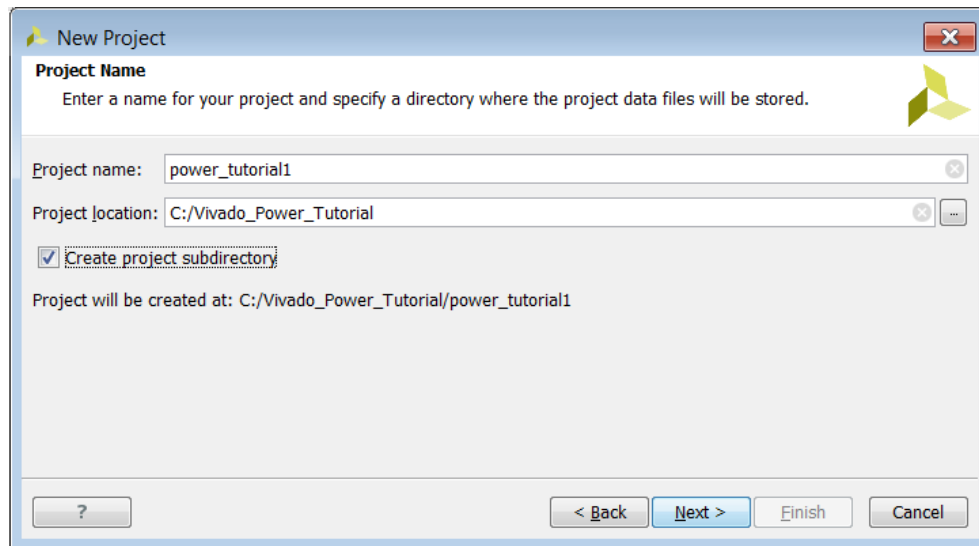 New Project
Project Name
Enter a name for your project and specify a directory where the project data files will be stored.
Project name: power_tutorial1
Project location: C:/Vivado_Power_Tutorial ...
Create project subdirectory
Project will be created at: C:/Vivado_Power_Tutorial/power_tutorial1
? < Back Next > Finish Cancel